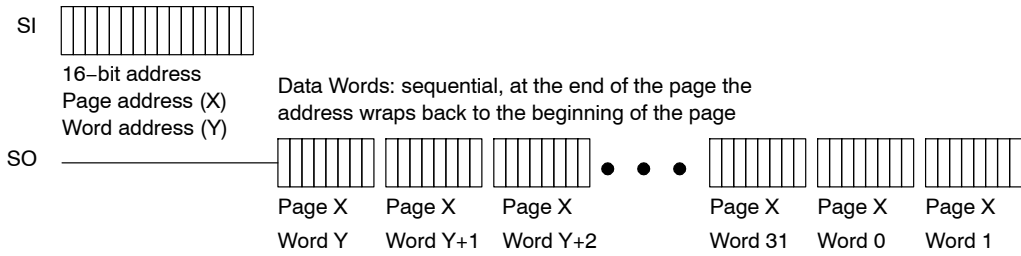 SI
16−bit address
Page address (X)
Word address (Y)
Data Words: sequential, at the end of the page the
address wraps back to the beginning of the page
SO
Page X Page X Page X Page X Page X Page X
Word Y Word Y+1 Word Y+2 Word 31 Word 0 Word 1